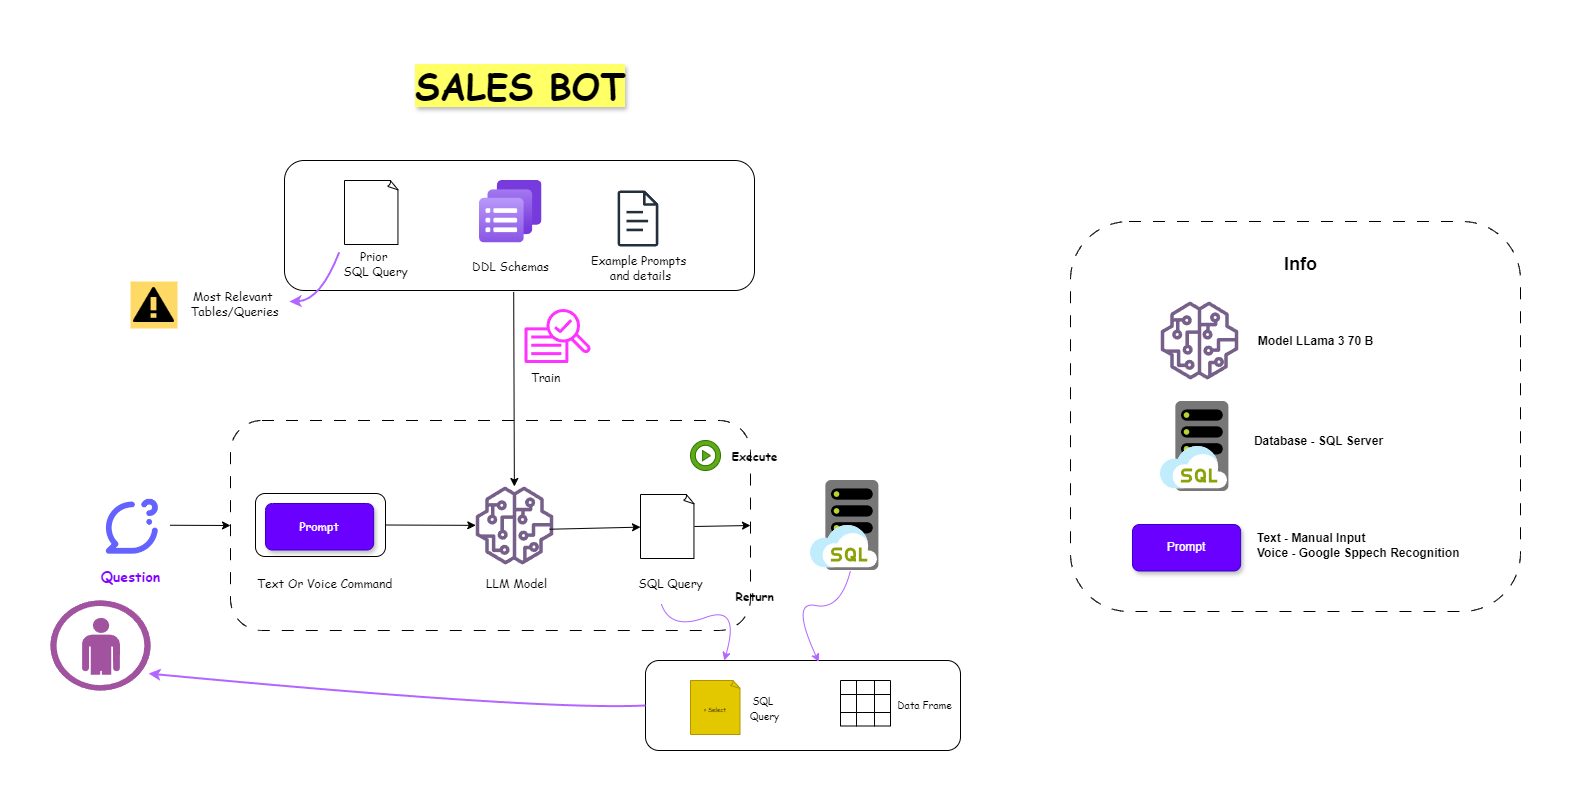 SALES BOT
Prior
SQL Query
DDL Schemas
Example Prompts
and details
Most Relevant
Tables/Queries
Train
Execute
Prompt
Question
Text Or Voice Command
LLM Model
SQL Query
SQL
Return
+ Select
SQL
Query
Data Frame
Info
Model LLama 3 70 B
Database - SQL Server
SQL
Prompt
Text - Manual Input
Voice - Google Sppech Recognition